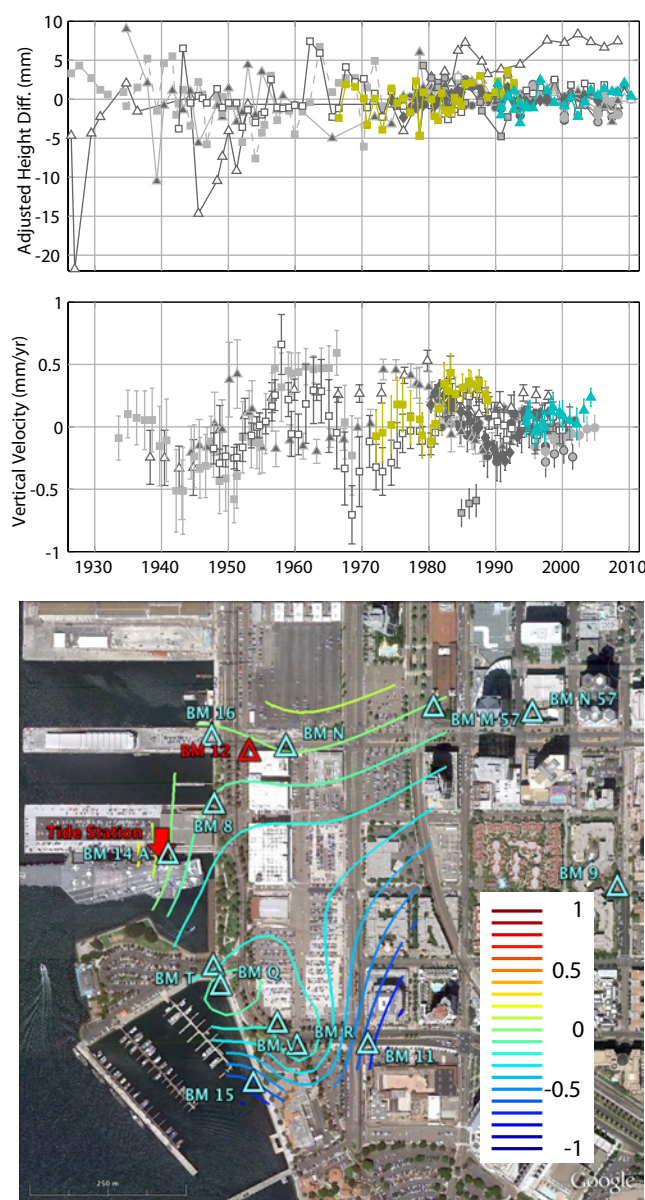 10
5
0
-5
-10
-15
-20
Adjusted Height Diff. (mm)
1
0.5
0
-0.5
-1
Vertical Velocity (mm/yr)
1930 1940 1950 1960 1970 1980 1990 2000 2010
BM 16
BM 12
BM N
BM M 57
BM N 57
BM 8
Tide Station
BM 14 A
BM 9
BM T
BM Q
BM V
BM R
BM 11
BM 15
1
0.5
0
-0.5
-1
250 m
Google